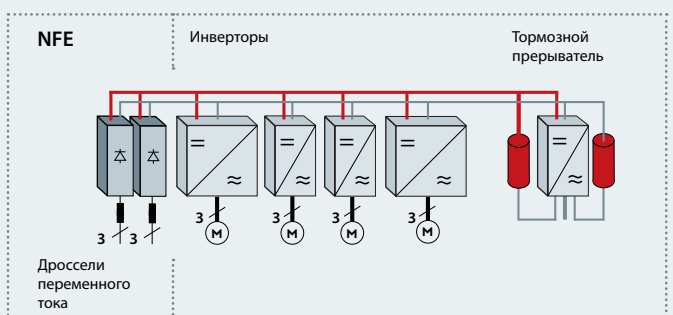 NFE
Инверторы
Тормозной
прерыватель
=
≈
=
≈
=
≈
=
≈
=
≈
3
3
3
M
3
M
3
M
3
M
Дроссели
переменного
тока